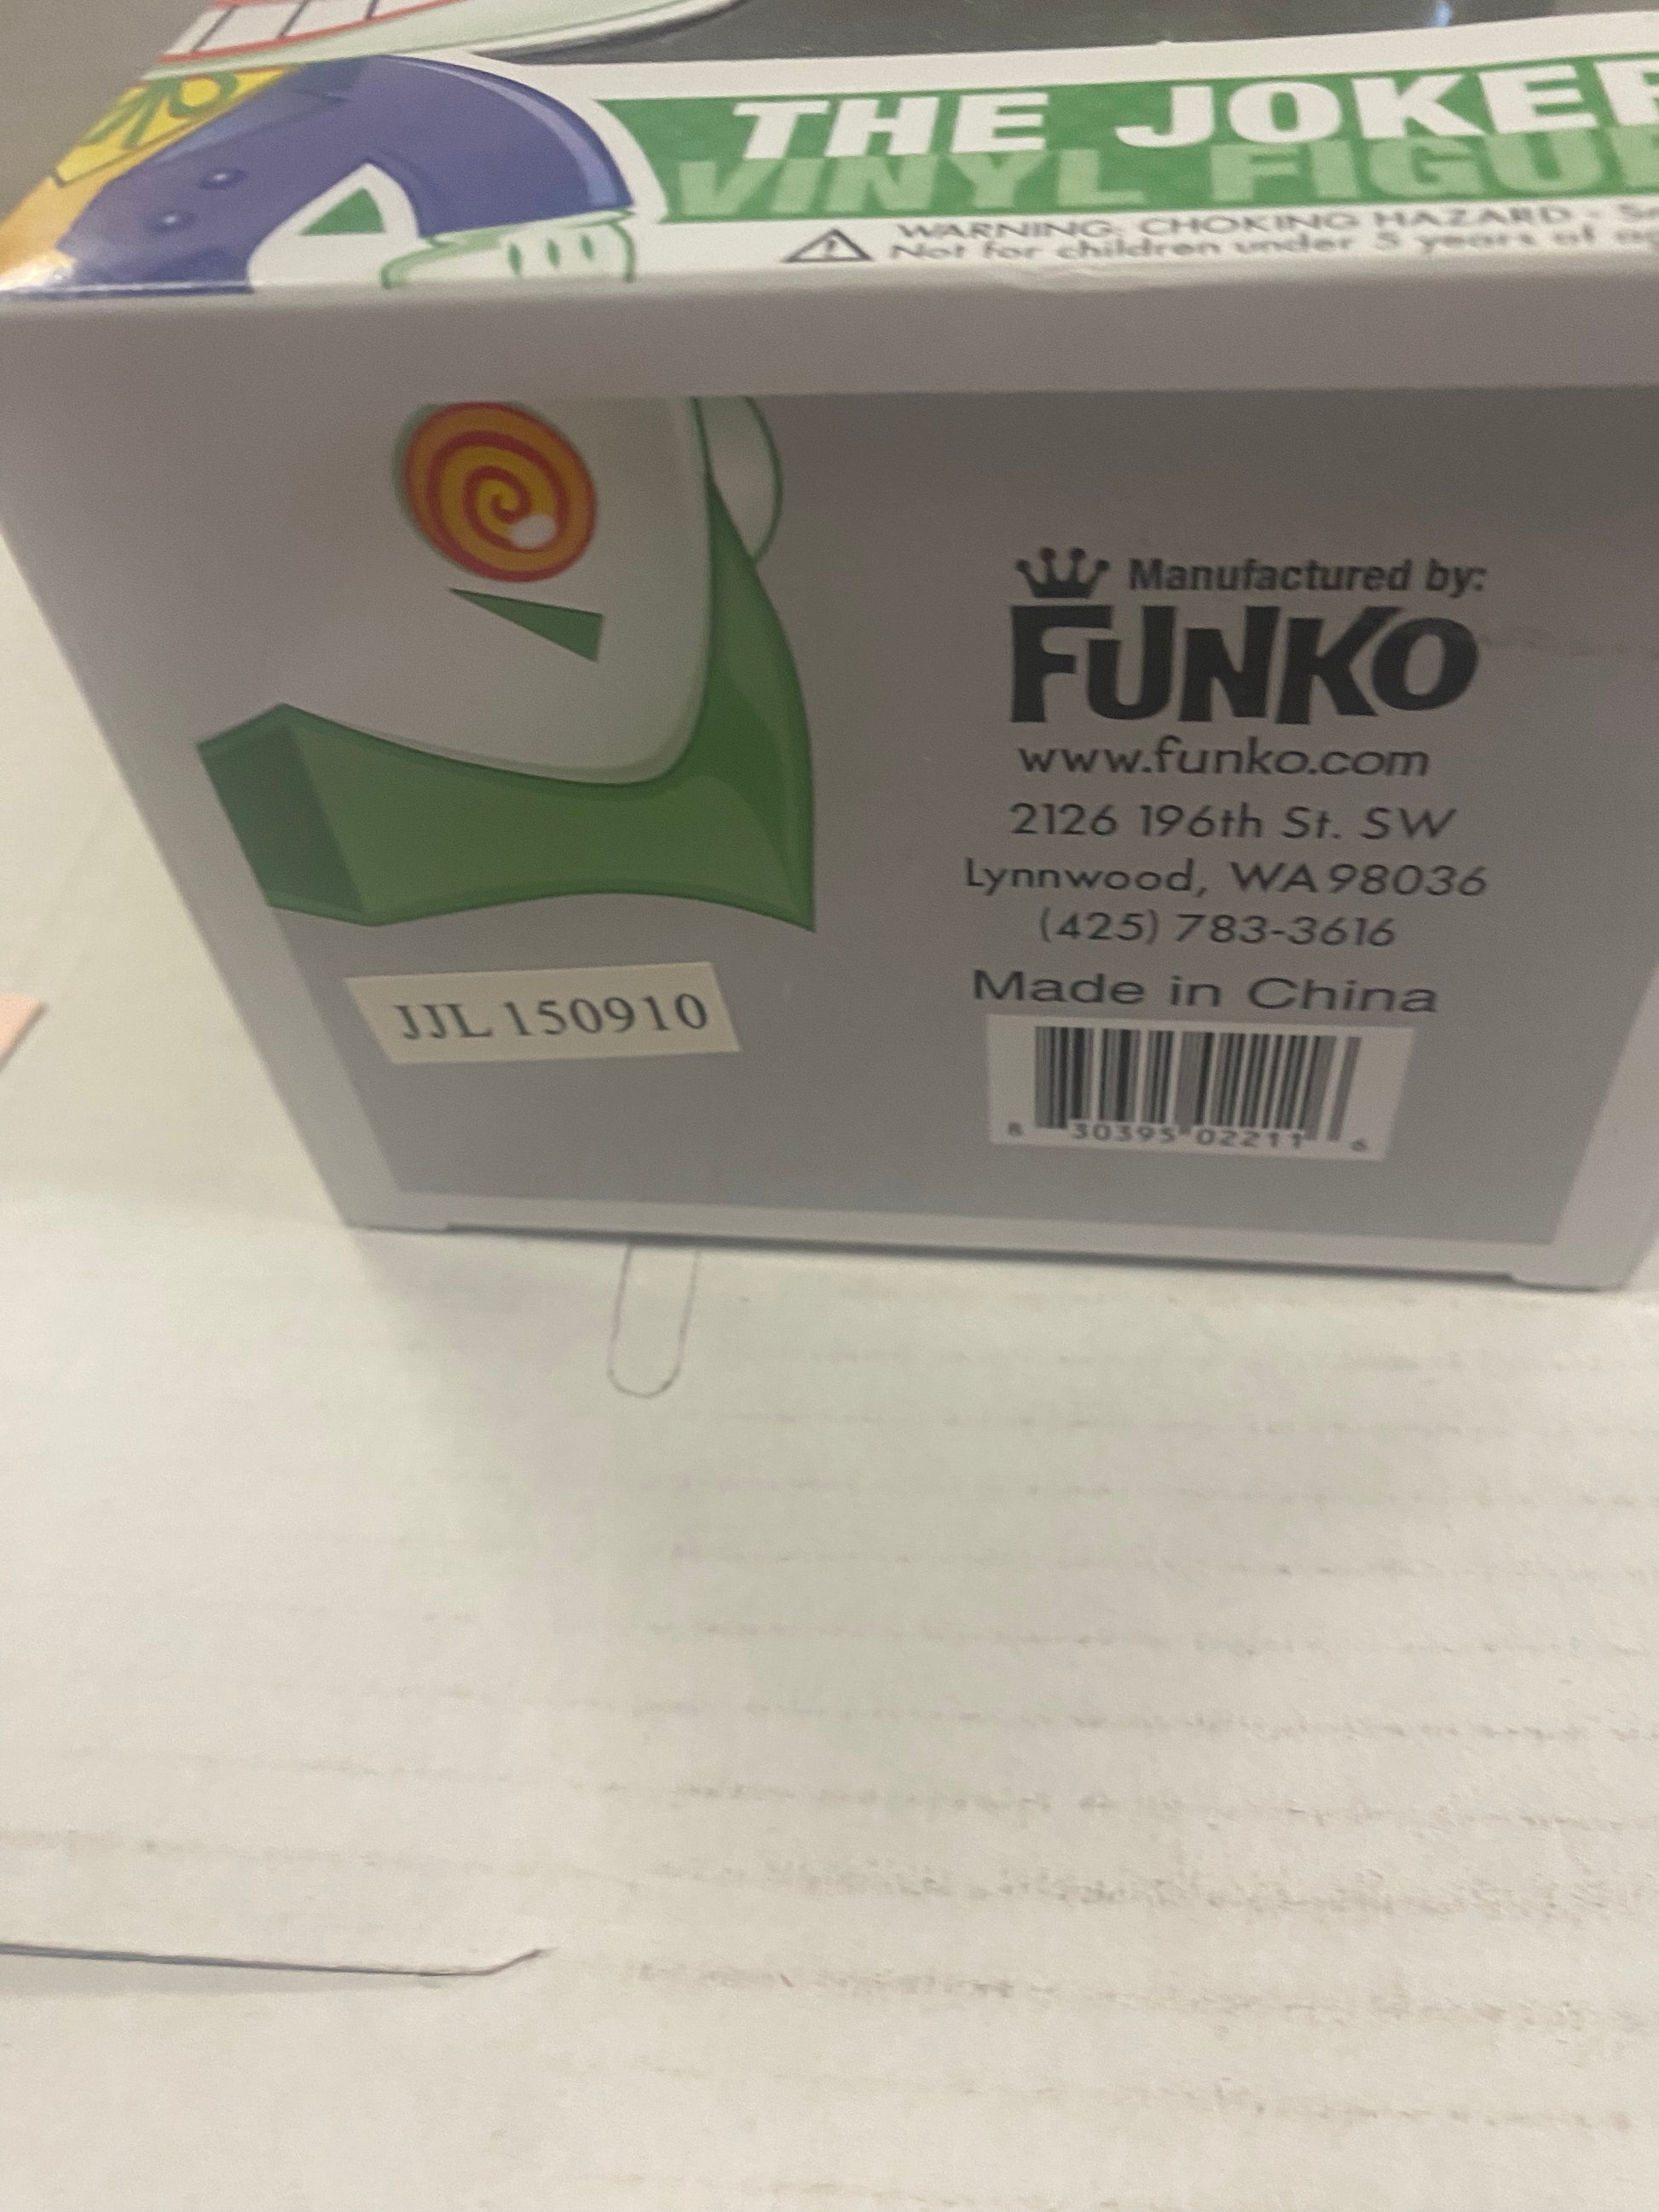 THE JOKER
VINYL FIGU
WARNING: CHOKING HAZARD -
Not for children under 3 years of
Manufactured by:
FUNKO
www.funko.com
2126 196th St. SW
Lynnwood, WA 98036
(425) 783-3616
Made in China
JJL 150910
8 30395 02211 6